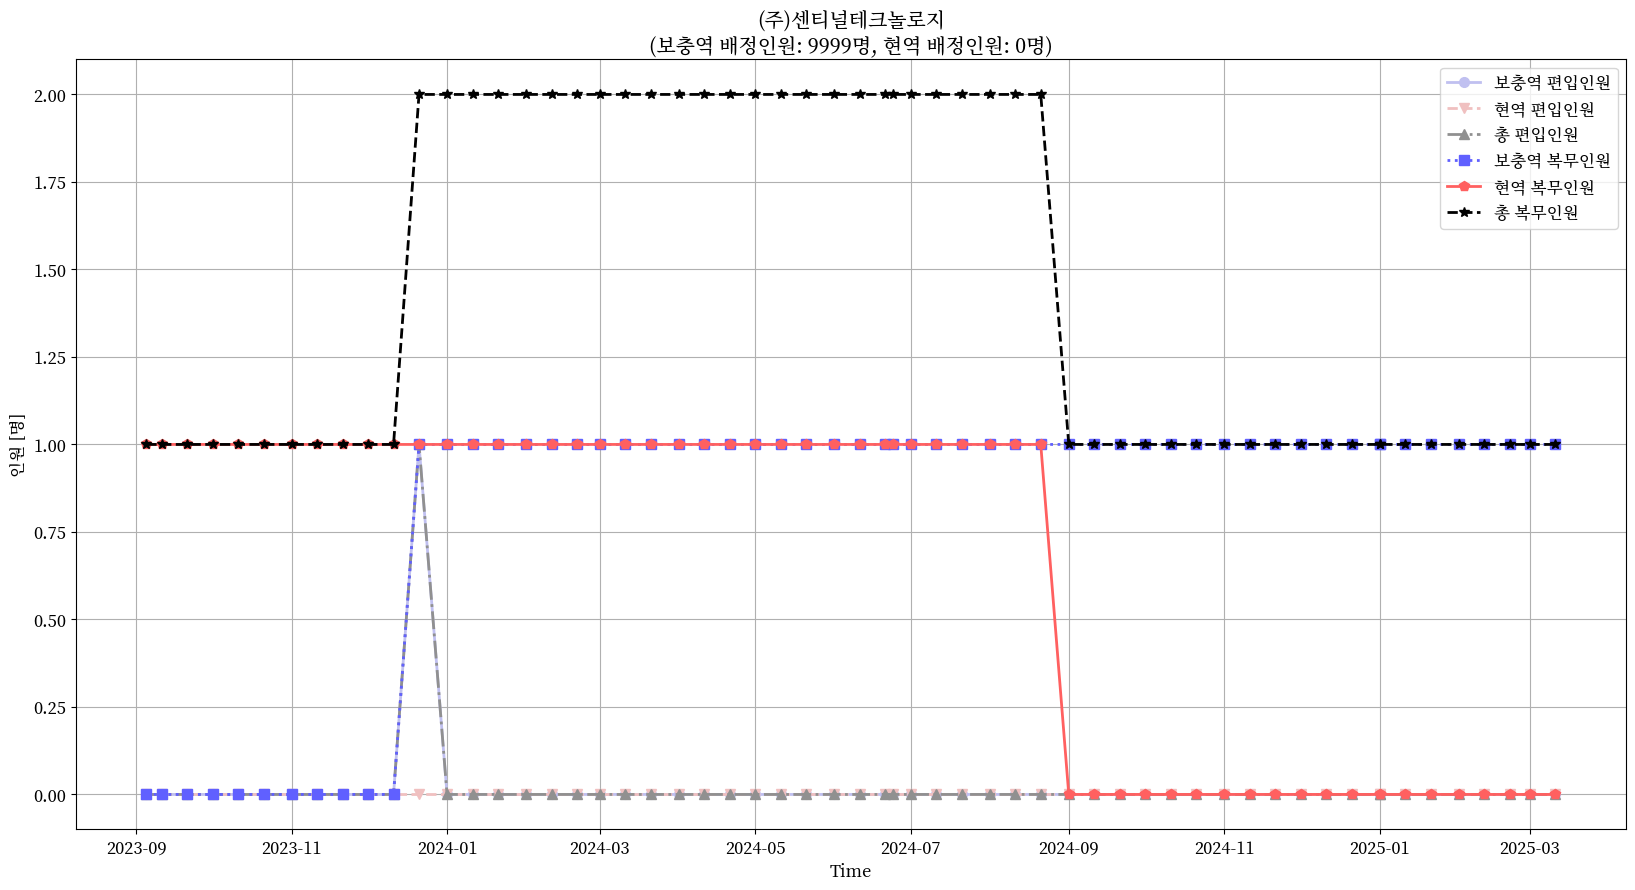 (주)센티널테크놀로지
(보충역 배정인원: 9999명, 현역 배정인원: 0명)
보충역 편입인원
현역 편입인원
총 편입인원
보충역 복무인원
현역 복무인원
총 복무인원
2.00
1.75
1.50
1.25
1.00
0.75
0.50
0.25
0.00
인원 [명]
2023-09 2023-11 2024-01 2024-03 2024-05 2024-07 2024-09 2024-11 2025-01 2025-03
Time